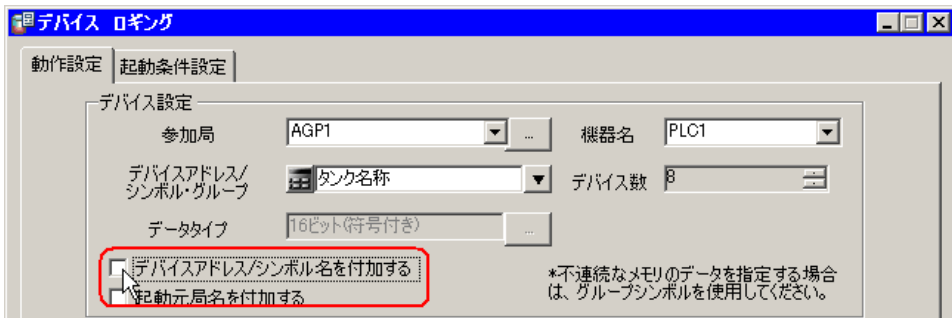 デバイス ロギング
動作設定 起動条件設定
デバイス設定
参加局 AGP1 ... 機器名 PLC1
デバイスアドレス/
シンボル・グループ タンク名称 デバイス数 8
データタイプ 16ビット(符号付き) ...
デバイスアドレス/シンボル名を付加する
起動元局名を付加する
*不連続なメモリのデータを指定する場合
は、グループシンボルを使用してください。